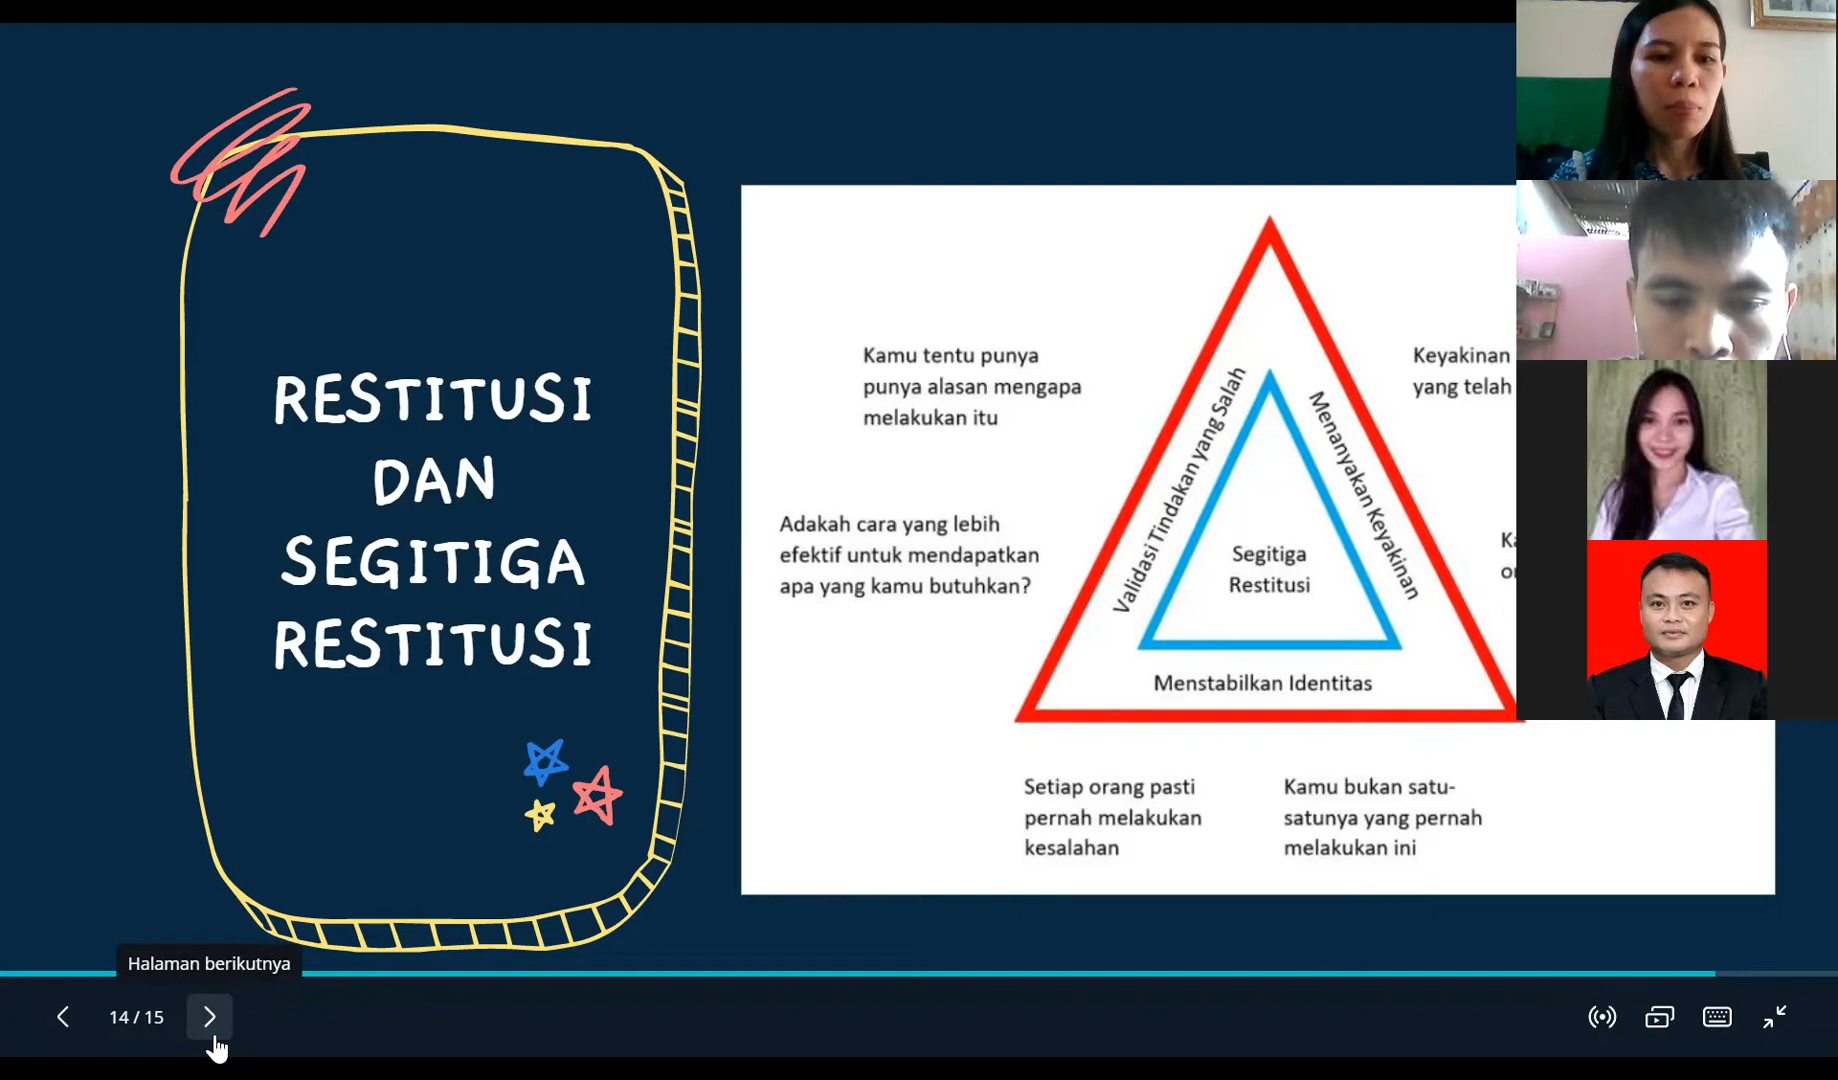 RESTITUSI
DAN
SEGITIGA
RESTITUSI
Kamu tentu punya
punya alasan mengapa
melakukan itu
Adakah cara yang lebih
efektif untuk mendapatkan
apa yang kamu butuhkan?
Validasi Tindakan yang Salah
Menanyakan Keyakinan
Segitiga
Restitusi
Menstabilkan Identitas
Keyakinan
yang telah
Setiap orang pasti
pernah melakukan
kesalahan
Kamu bukan satu-
satunya yang pernah
melakukan ini
Halaman berikutnya
14 / 15